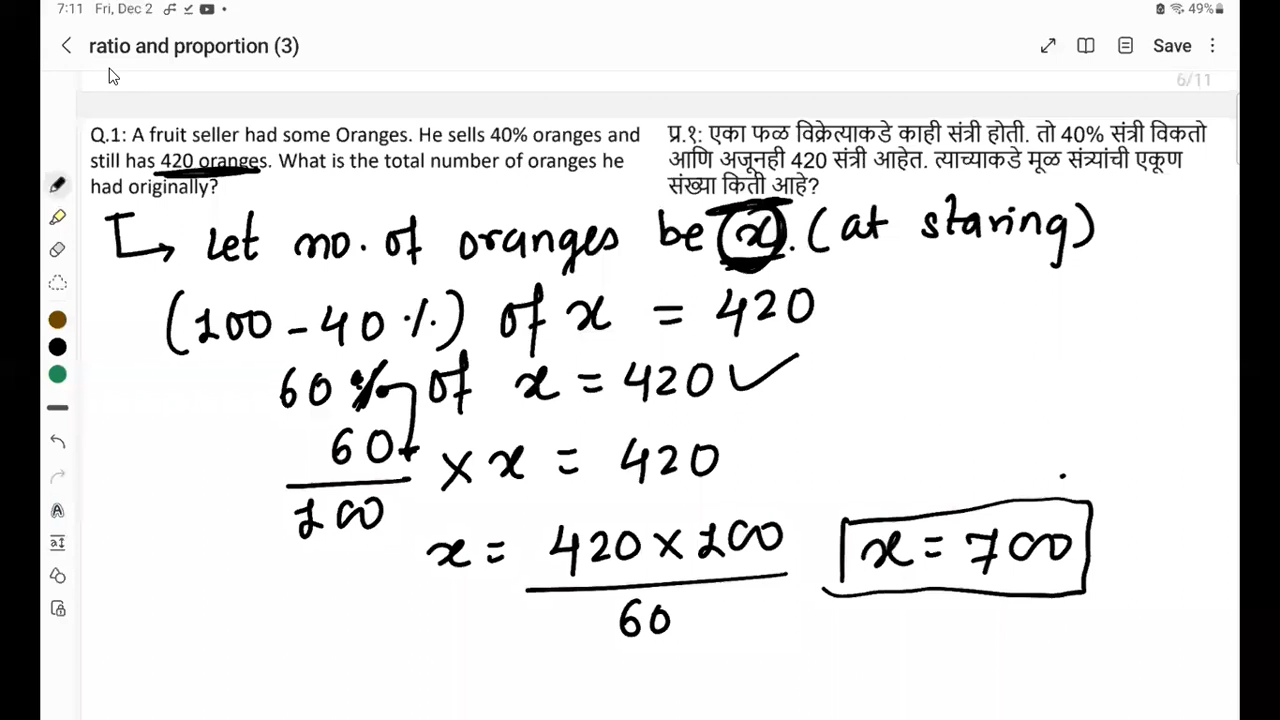 7:11 Fri, Dec 2
49%
ratio and proportion (3)
Save
6/11
Q.1: A fruit seller had some Oranges. He sells 40% oranges and
still has 420 oranges. What is the total number of oranges he
had originally?
प्र.१: एका फळ विक्रेत्याकडे काही संत्री होती. तो 40% संत्री विकतो
आणि अजूनही 420 संत्री आहेत. त्याच्याकडे मूळ संत्र्यांची एकूण
संख्या किती आहे?
Let no. of oranges be x. (at staring)
(100 - 40 %) of x = 420
60 % of x = 420 ✓
60
100
× x = 420
x = 420 × 100
60
x = 700